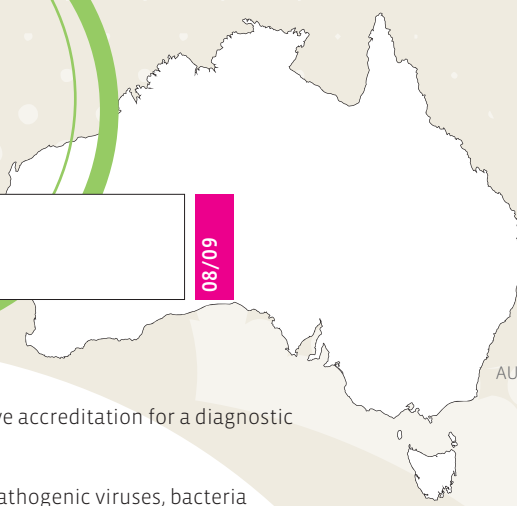 08/09
AU
ve accreditation for a diagnostic
athogenic viruses, bacteria